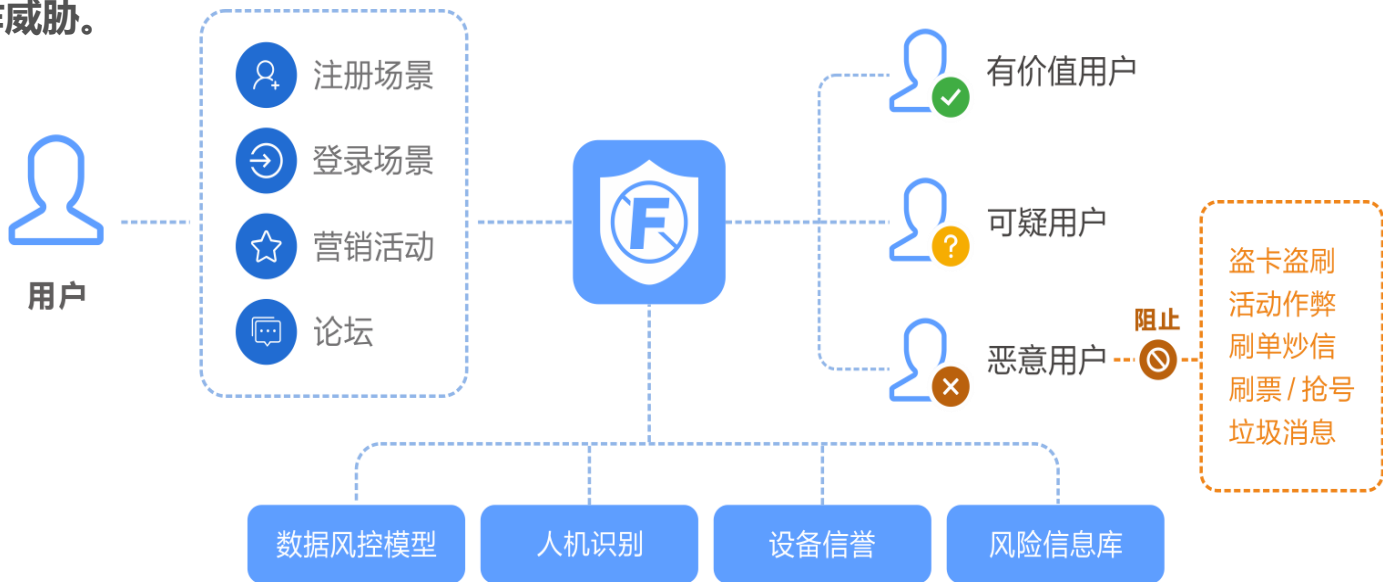 作威胁。
用户
注册场景
登录场景
营销活动
论坛
F
有价值用户
可疑用户
?
恶意用户
阻止
盗卡盗刷
活动作弊
刷单炒信
刷票 / 抢号
垃圾消息
数据风控模型
人机识别
设备信誉
风险信息库